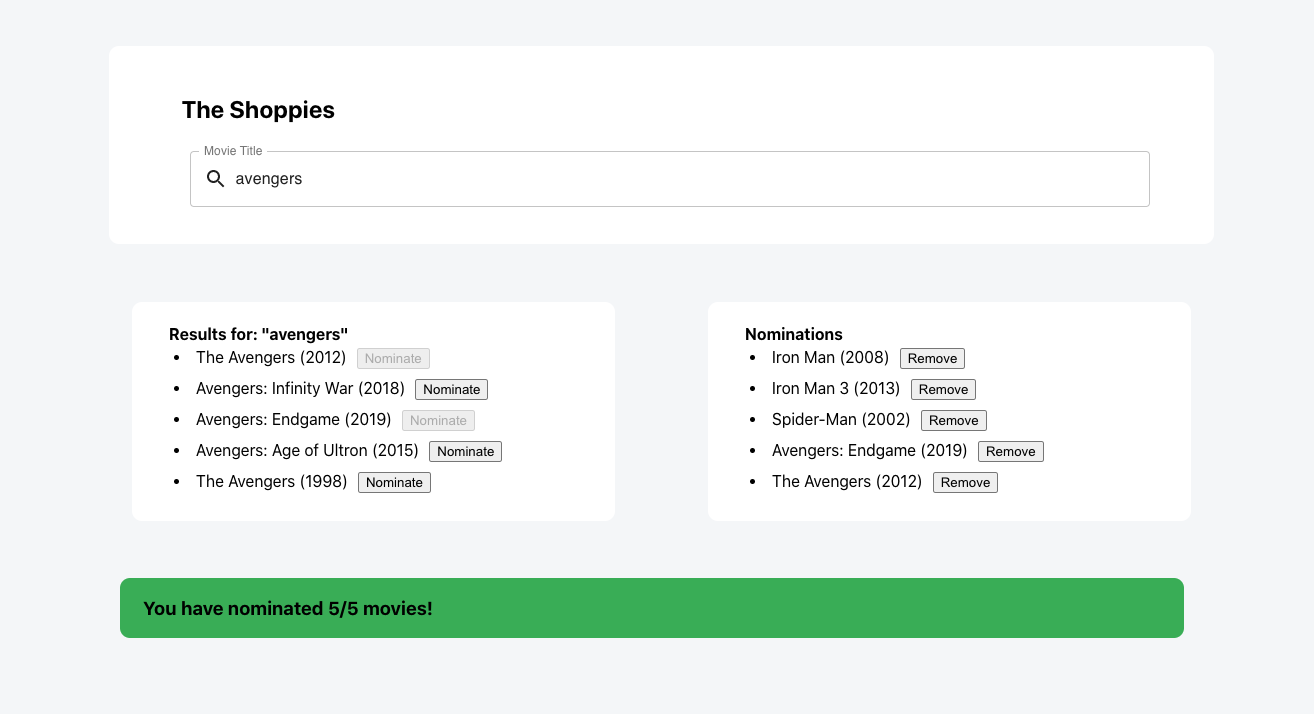 The Shoppies
Movie Title
avengers
Results for: "avengers"
The Avengers (2012) Nominate
Avengers: Infinity War (2018) Nominate
Avengers: Endgame (2019) Nominate
Avengers: Age of Ultron (2015) Nominate
The Avengers (1998) Nominate
Nominations
Iron Man (2008) Remove
Iron Man 3 (2013) Remove
Spider-Man (2002) Remove
Avengers: Endgame (2019) Remove
The Avengers (2012) Remove
You have nominated 5/5 movies!